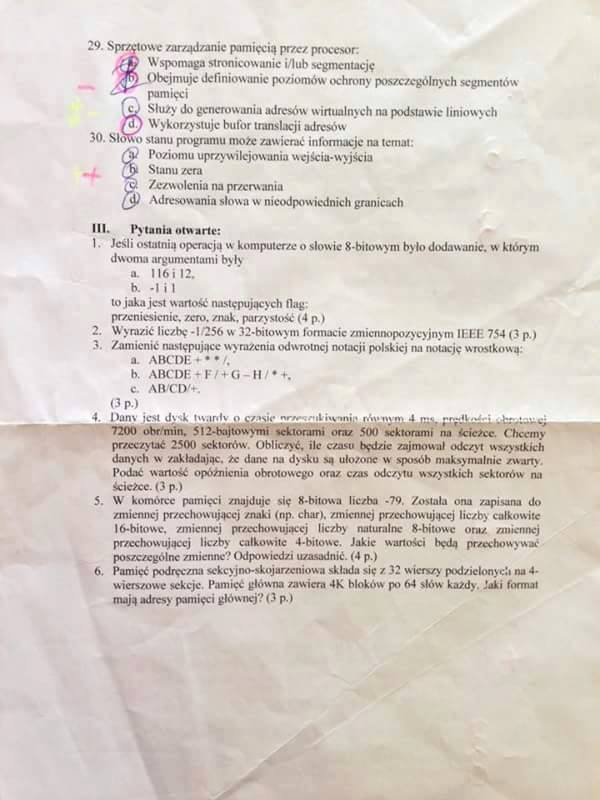 29. Sprzętowe zarządzanie pamięcią przez procesor:
a. Wspomaga stronicowanie i/lub segmentację
b. Obejmuje definiowanie poziomów ochrony poszczególnych segmentów
pamięci
c. Służy do generowania adresów wirtualnych na podstawie liniowych
d. Wykorzystuje bufor translacji adresów
30. Słowo stanu programu może zawierać informacje na temat:
a. Poziomu uprzywilejowania wejścia-wyjścia
b. Stanu zera
c. Zezwolenia na przerwania
d. Adresowania słowa w nieodpowiednich granicach
III. Pytania otwarte:
1. Jeśli ostatnią operacją w komputerze o słowie 8-bitowym było dodawanie, w którym
dwoma argumentami były
a. 116 i 12,
b. -1 i 1
to jaka jest wartość następujących flag:
przeniesienie, zero, znak, parzystość (4 p.)
2. Wyrazić liczbę -1/256 w 32-bitowym formacie zmiennopozycyjnym IEEE 754 (3 p.)
3. Zamienić następujące wyrażenia odwrotnej notacji polskiej na notację wrostkową:
a. ABCDE + * * /,
b. ABCDE + F / + G – H / * +,
c. AB/CD/+.
(3 p.)
4. Dany jest dysk twardy o czasie przeszukiwania równym 4 ms, prędkości obrotowej
7200 obr/min, 512-bajtowymi sektorami oraz 500 sektorami na ścieżce. Chcemy
przeczytać 2500 sektorów. Obliczyć, ile czasu będzie zajmował odczyt wszystkich
danych w zakładając, że dane na dysku są ułożone w sposób maksymalnie zwarty.
Podać wartość opóźnienia obrotowego oraz czas odczytu wszystkich sektorów na
ścieżce. (3 p.)
5. W komórce pamięci znajduje się 8-bitowa liczba -79. Została ona zapisana do
zmiennej przechowującej znaki (np. char), zmiennej przechowującej liczby całkowite
16-bitowe, zmiennej przechowującej liczby naturalne 8-bitowe oraz zmiennej
przechowującej liczby całkowite 4-bitowe. Jakie wartości będą przechowywać
poszczególne zmienne? Odpowiedzi uzasadnić. (4 p.)
6. Pamięć podręczna sekcyjno-skojarzeniowa składa się z 32 wierszy podzielonych na 4-
wierszowe sekcje. Pamięć główna zawiera 4K bloków po 64 słów każdy. Jaki format
mają adresy pamięci głównej? (3 p.)